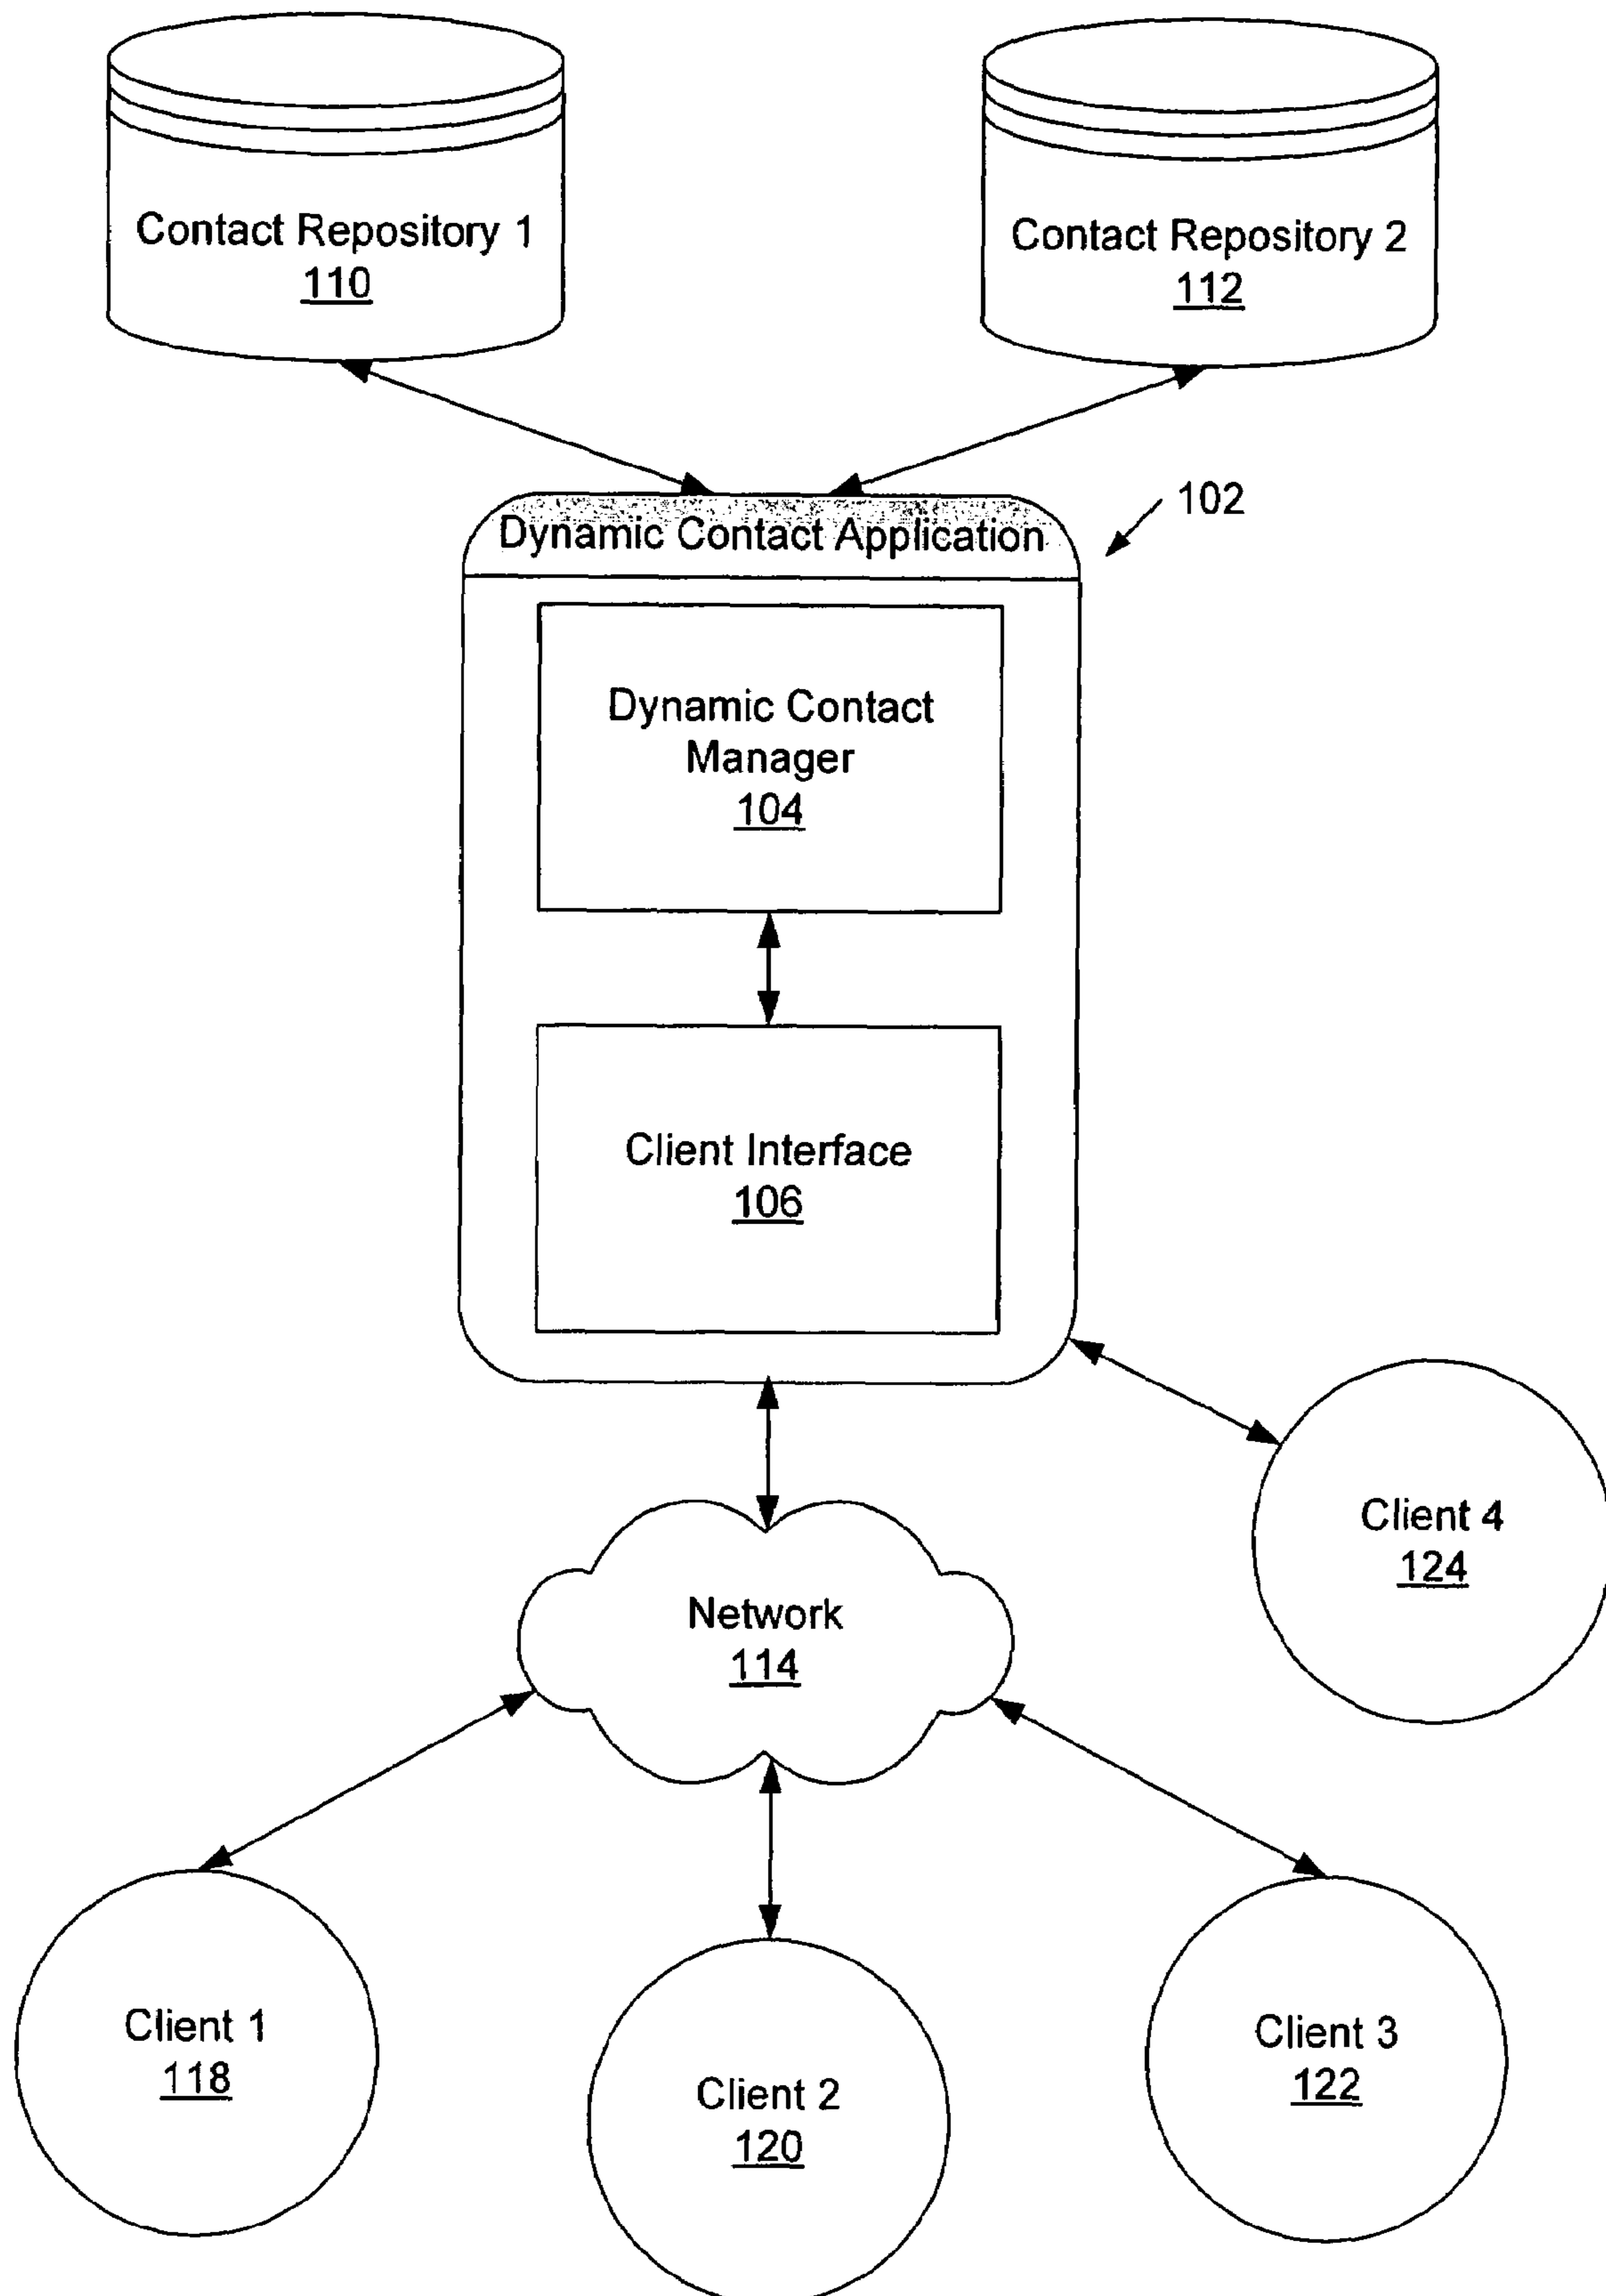 Contact Repository 1
110
Contact Repository 2
112
102
Dynamic Contact Application
Dynamic Contact
Manager
104
Client Interface
106
Client 4
124
Network
114
Client 1
118
Client 2
120
Client 3
122